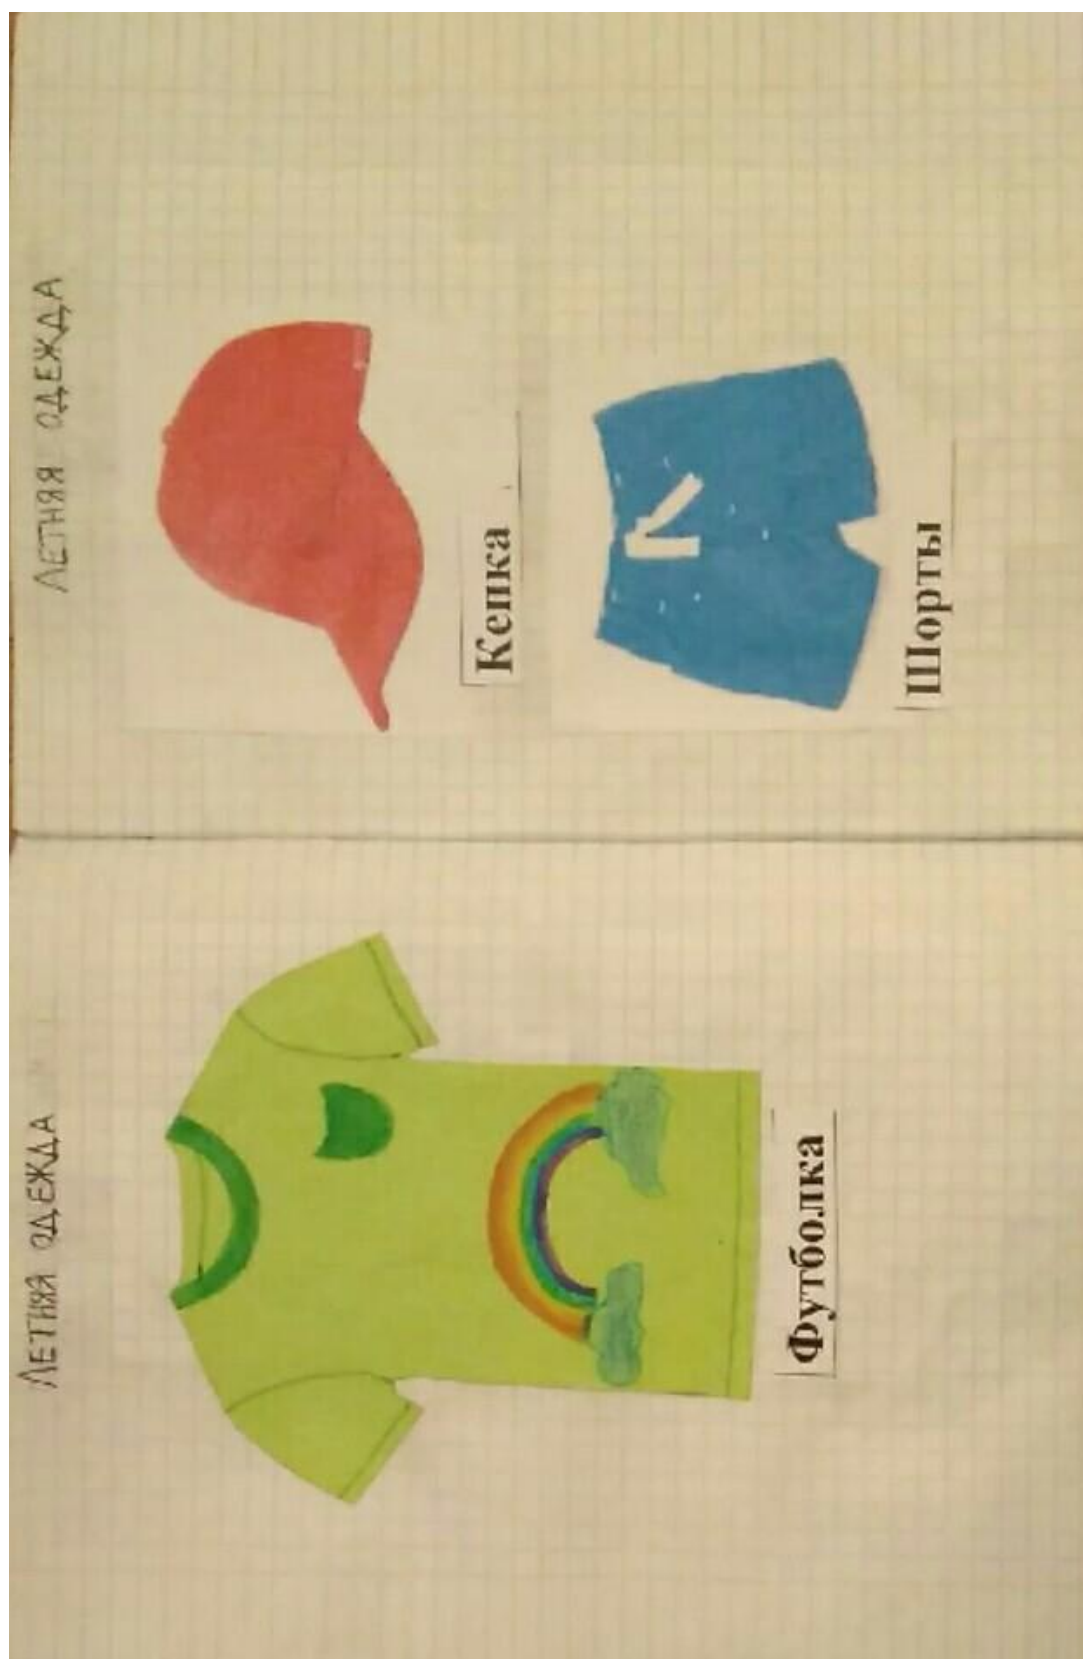 ЛЕТНЯЯ ОДЕЖДА
Футболка
ЛЕТНЯЯ ОДЕЖДА
Кепка
Шорты